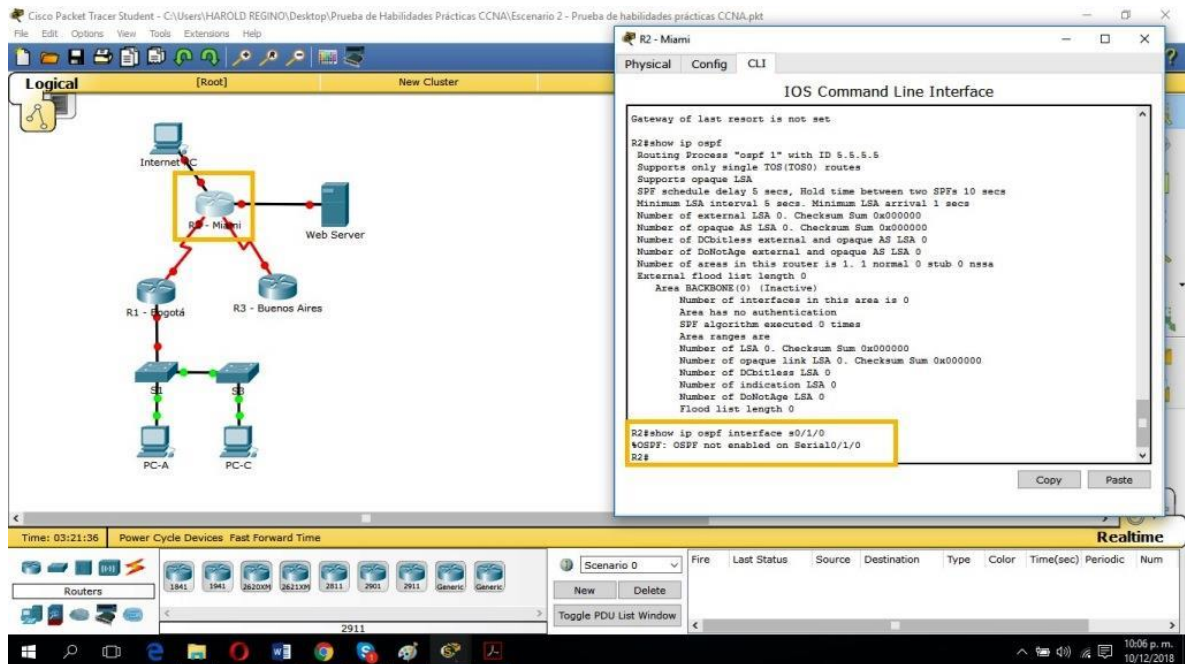 Cisco Packet Tracer Student - C:\Users\HAROLD REGINO\Desktop\Prueba de Habilidades Prácticas CCNA\Escenario 2 - Prueba de habilidades prácticas CCNA.pkt
File Edit Options View Tools Extensions Help
Logical [Root] New Cluster
Internet PC
R2 - Miami
Web Server
R1 - Bogotá
R3 - Buenos Aires
S1 S3
PC-A PC-C
R2 - Miami
Physical Config CLI
IOS Command Line Interface
Gateway of last resort is not set
R2#show ip ospf
Routing Process "ospf 1" with ID 5.5.5.5
Supports only single TOS(TOS0) routes
Supports opaque LSA
SPF schedule delay 5 secs, Hold time between two SPFs 10 secs
Minimum LSA interval 5 secs. Minimum LSA arrival 1 secs
Number of external LSA 0. Checksum Sum 0x000000
Number of opaque AS LSA 0. Checksum Sum 0x000000
Number of DCbitless external and opaque AS LSA 0
Number of DoNotAge external and opaque AS LSA 0
Number of areas in this router is 1. 1 normal 0 stub 0 nssa
External flood list length 0
Area BACKBONE(0) (Inactive)
Number of interfaces in this area is 0
Area has no authentication
SPF algorithm executed 0 times
Area ranges are
Number of LSA 0. Checksum Sum 0x000000
Number of opaque link LSA 0. Checksum Sum 0x000000
Number of DCbitless LSA 0
Number of indication LSA 0
Number of DoNotAge LSA 0
Flood list length 0
R2#show ip ospf interface s0/1/0
%OSPF: OSPF not enabled on Serial0/1/0
R2#
Copy Paste
Time: 03:21:36 Power Cycle Devices Fast Forward Time Realtime
Routers
1841 1941 2620XM 2621XM 2811 2901 2911 Generic Generic
2911
Scenario 0
New Delete
Toggle PDU List Window
Fire Last Status Source Destination Type Color Time(sec) Periodic Num
10:06 p. m.
10/12/2018